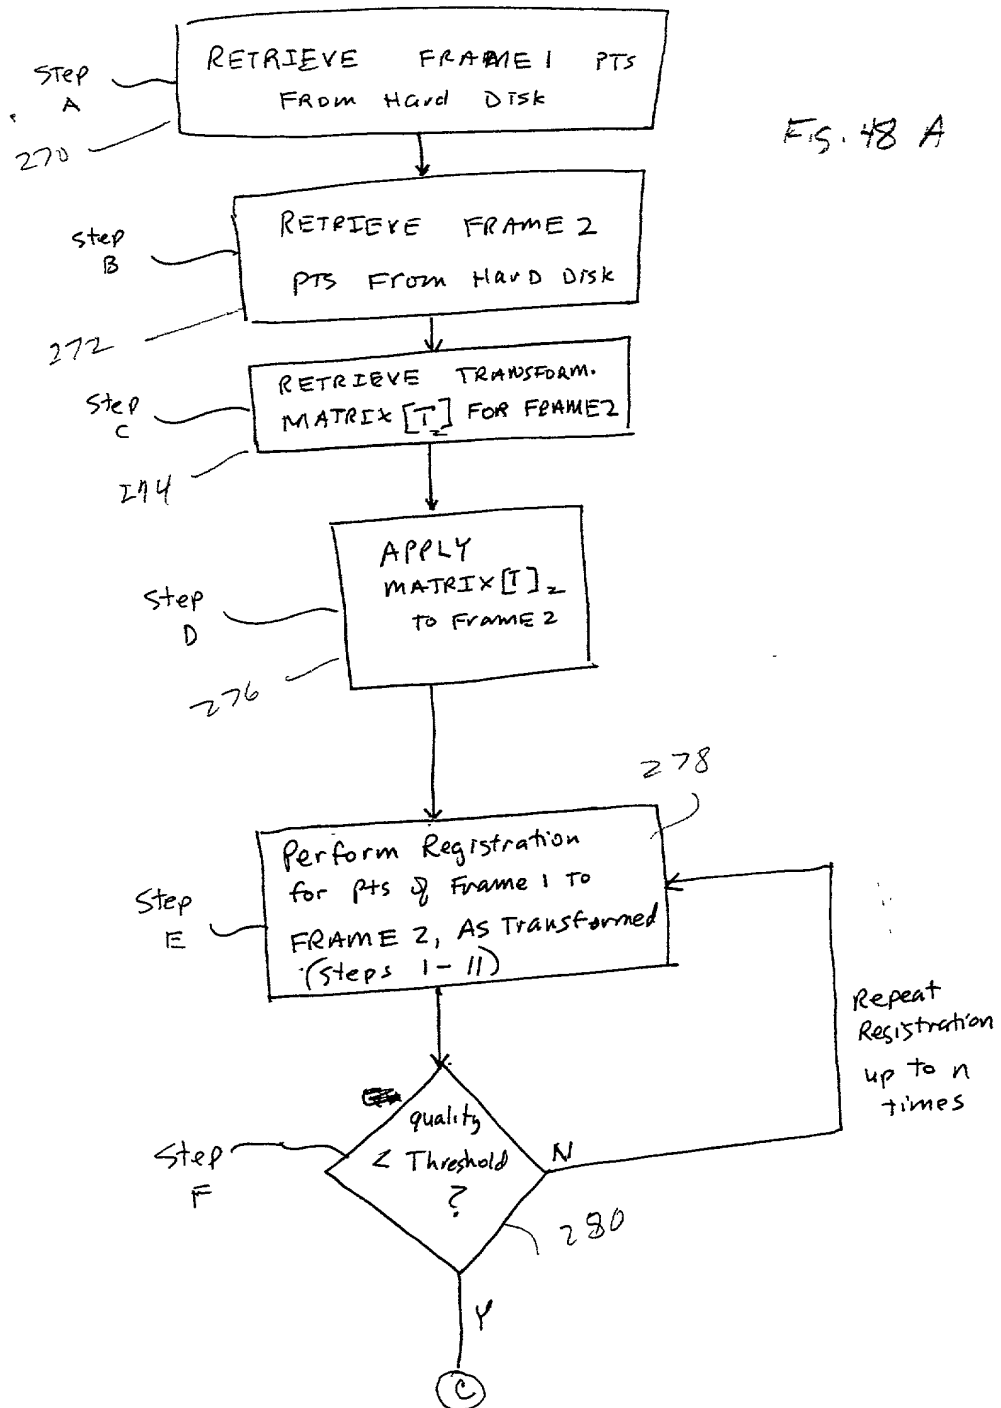 RETRIEVE FRAME 1 PTS
FROM Hard Disk
Step
A
270
Fig. 48 A
RETRIEVE FRAME 2
PTS From HarD Disk
Step
B
272
RETRIEVE TRANSFORM.
MATRIX [T2] FOR FRAME2
Step
C
274
APPLY
MATRIX [T]2
to Frame 2
Step
D
276
278
Perform Registration
for pts of Frame 1 To
FRAME 2, AS Transformed
(steps 1-11)
Step
E
Repeat
Registration
up to n
times
quality
< Threshold
?
Step
F
N
280
Y
C